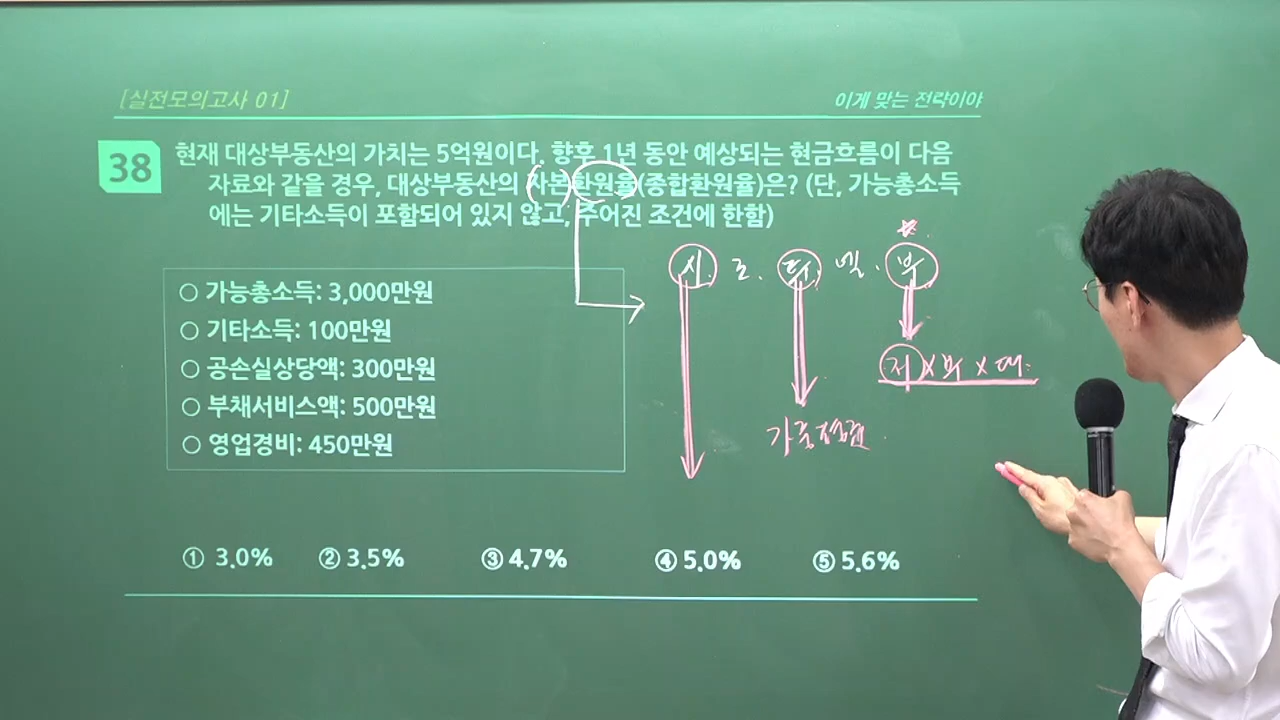 [실전모의고사 01]
이게 맞는 전략이야
38
현재 대상부동산의 가치는 5억원이다. 향후 1년 동안 예상되는 현금흐름이 다음
자료와 같을 경우, 대상부동산의 자본환원율(종합환원율)은? (단, 가능총소득
에는 기타소득이 포함되어 있지 않고, 주어진 조건에 한함)
○ 가능총소득: 3,000만원
○ 기타소득: 100만원
○ 공손실상당액: 300만원
○ 부채서비스액: 500만원
○ 영업경비: 450만원
시. 조. 투. 엘. 부
저 x 부 x 대.
① 3.0% ② 3.5% ③ 4.7% ④ 5.0% ⑤ 5.6%